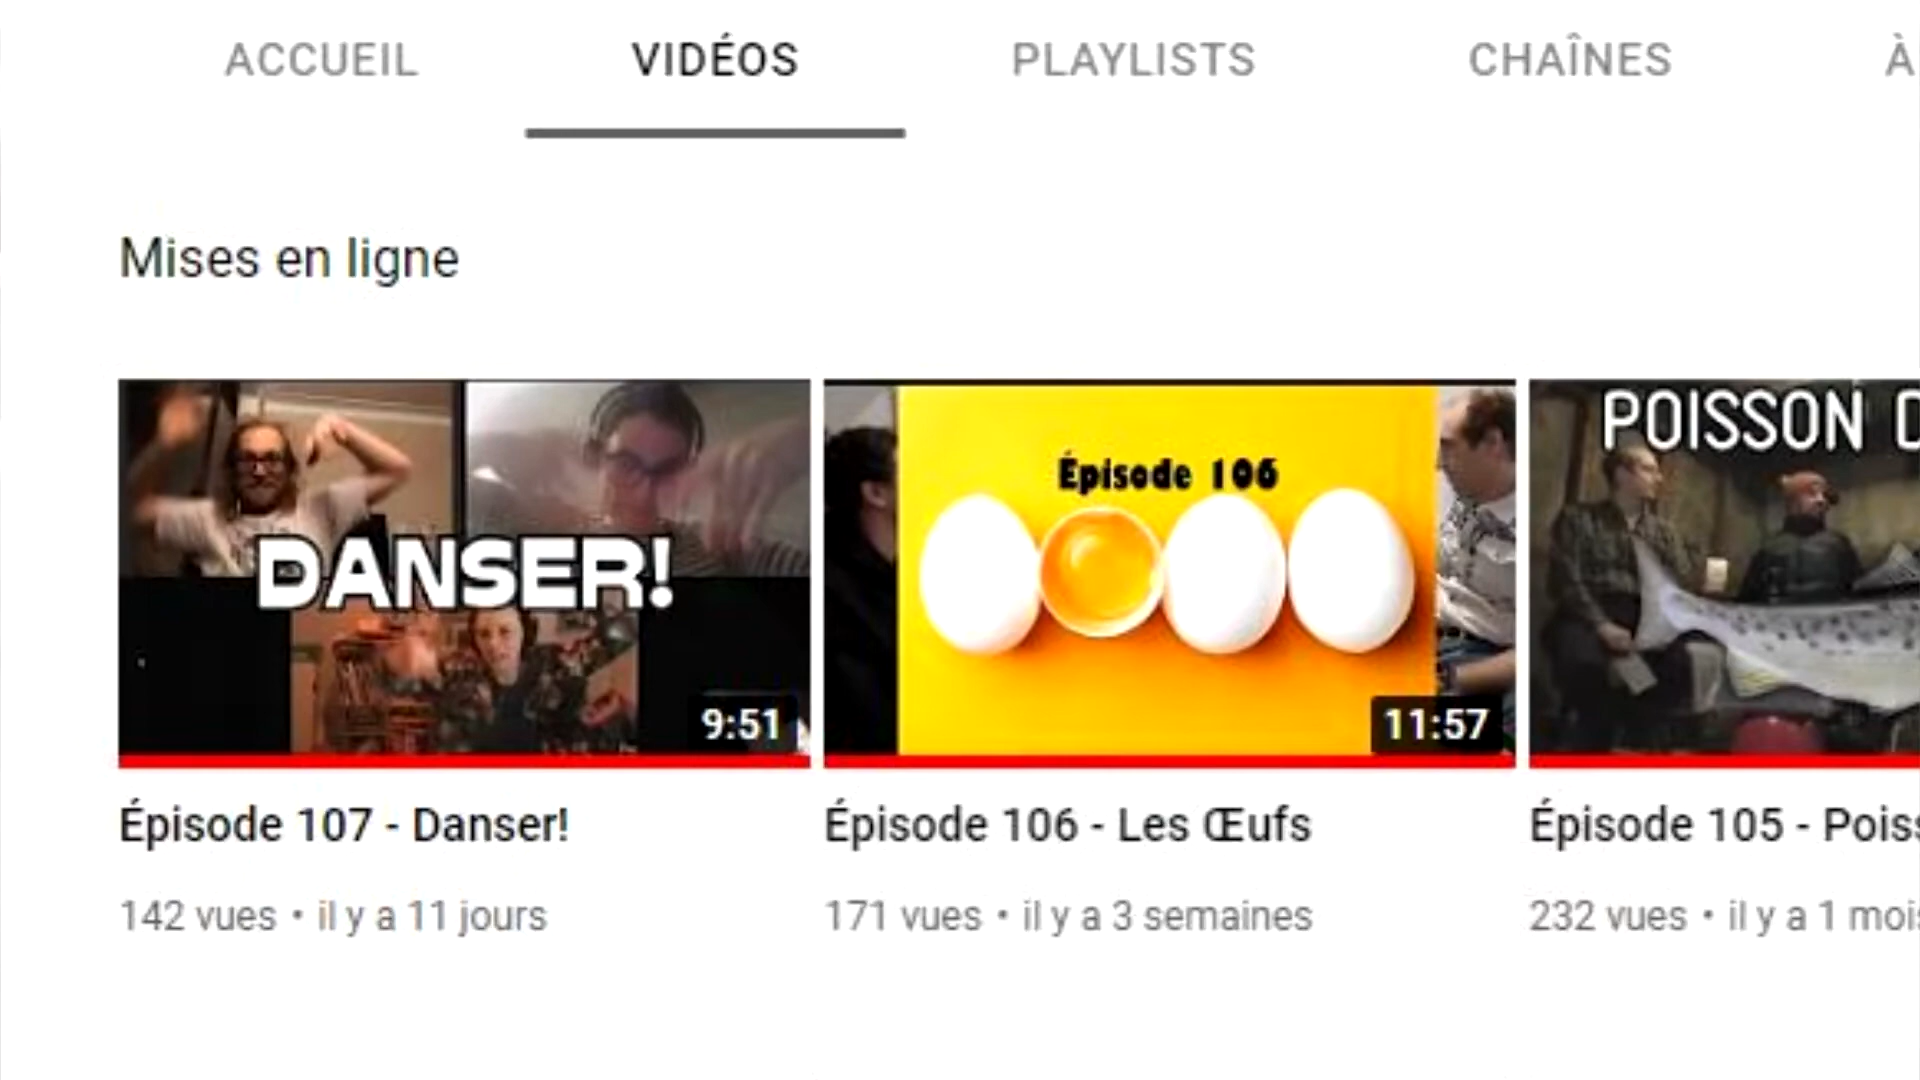 ACCUEIL VIDÉOS PLAYLISTS CHAÎNES À
Mises en ligne
DANSER!
9:51
Épisode 106
11:57
POISSON
Épisode 107 - Danser!
142 vues • il y a 11 jours
Épisode 106 - Les Œufs
171 vues • il y a 3 semaines
Épisode 105 - Poiss
232 vues • il y a 1 mois